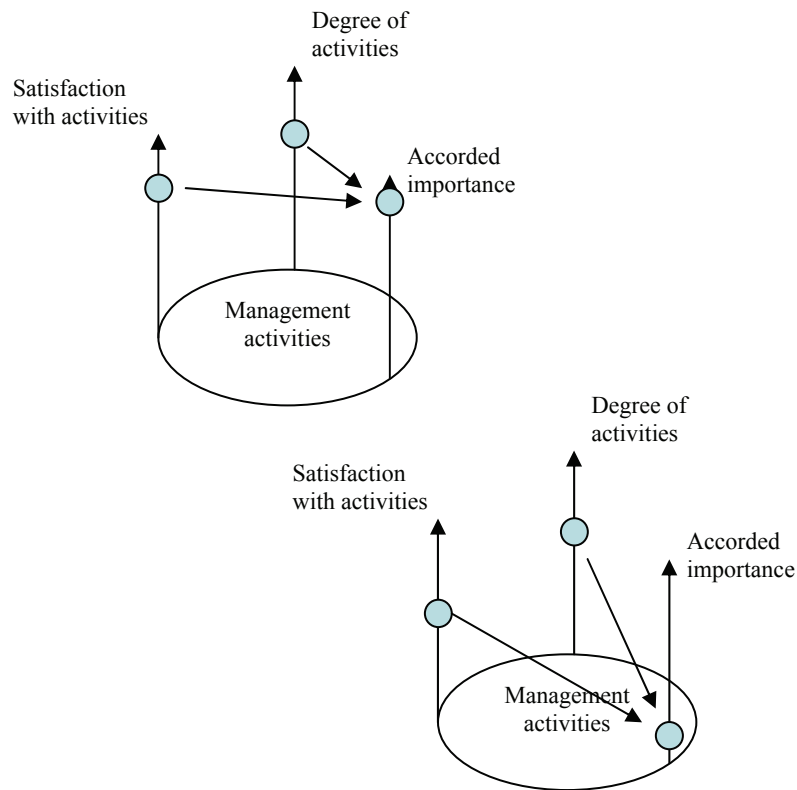 Degree of
activities
Satisfaction
with activities
Accorded
importance
Management
activities
Degree of
activities
Satisfaction
with activities
Accorded
importance
Management
activities